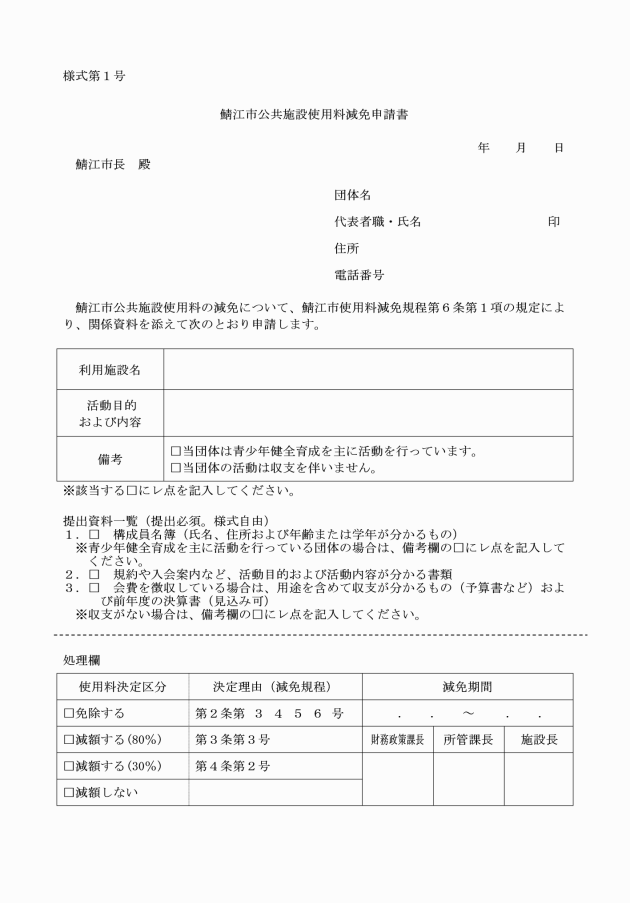 様式第１号
鯖江市公共施設使用料減免申請書
年　　月　　日
鯖江市長　殿
団体名
代表者職・氏名　　　　　　　　　　印
住所
電話番号
鯖江市公共施設使用料の減免について、鯖江市使用料減免規程第６条第１項の規定によ
り、関係資料を添えて次のとおり申請します。
利用施設名
活動目的
および内容
備考
□当団体は青少年健全育成を主に活動を行っています。
□当団体の活動は収支を伴いません。
※該当する□にレ点を記入してください。
提出資料一覧（提出必須。様式自由）
１．□　構成員名簿（氏名、住所および年齢または学年が分かるもの）
※青少年健全育成を主に活動を行っている団体の場合は、備考欄の□にレ点を記入して
ください。
２．□　規約や入会案内など、活動目的および活動内容が分かる書類
３．□　会費を徴収している場合は、用途を含めて収支が分かるもの（予算書など）およ
び前年度の決算書（見込み可）
※収支がない場合は、備考欄の□にレ点を記入してください。
処理欄
使用料決定区分　決定理由（減免規程）　減免期間
□免除する　第２条第　３　４　５　６　号　．　．　～　．　．
□減額する(80％)　第３条第３号　財務政策課長　所管課長　施設長
□減額する(30％)　第４条第２号
□減額しない